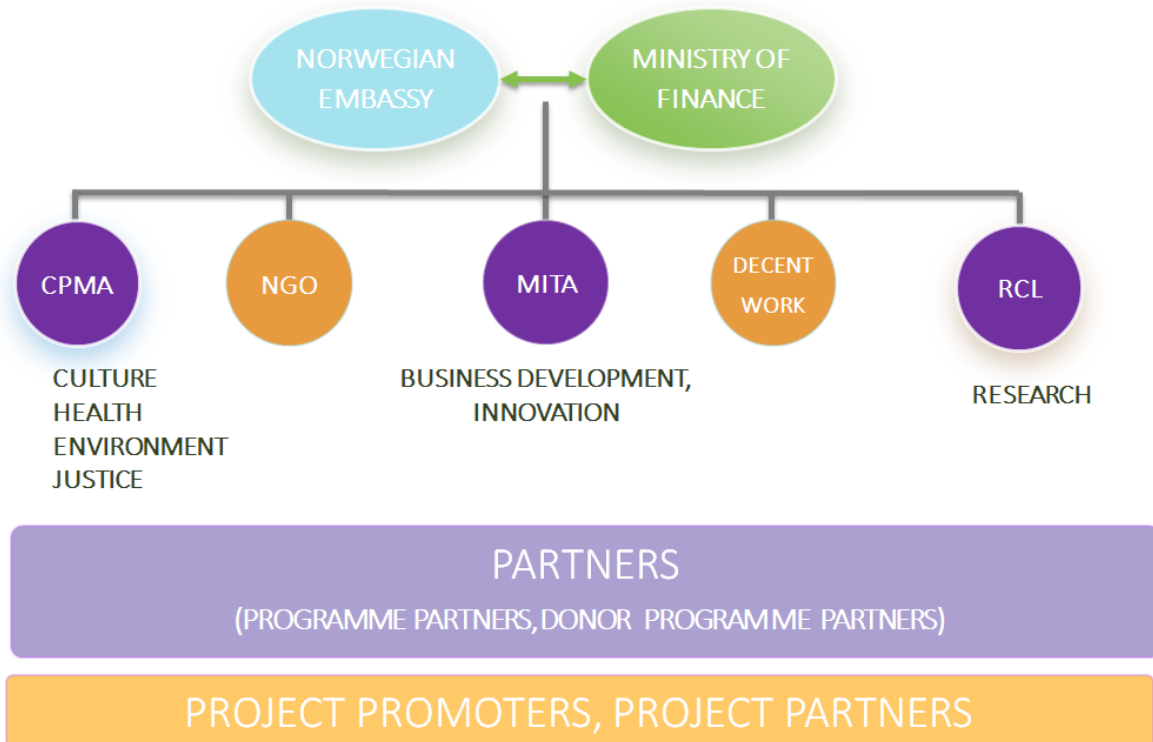 NORWEGIAN
EMBASSY
MINISTRY OF
FINANCE
CPMA
NGO
MITA
DECENT
WORK
RCL
CULTURE
HEALTH
ENVIRONMENT
JUSTICE
BUSINESS DEVELOPMENT,
INNOVATION
RESEARCH
PARTNERS
(PROGRAMME PARTNERS, DONOR PROGRAMME PARTNERS)
PROJECT PROMOTERS, PROJECT PARTNERS